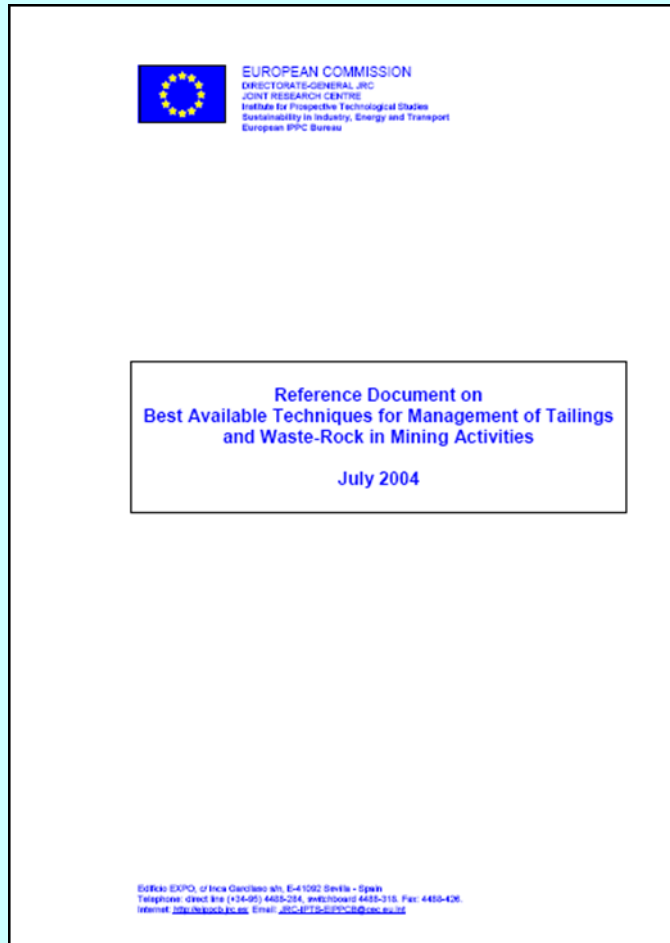 EUROPEAN COMMISSION
DIRECTORATE-GENERAL JRC
JOINT RESEARCH CENTRE
Institute for Prospective Technological Studies
Sustainability in Industry, Energy and Transport
European IPPC Bureau
Reference Document on
Best Available Techniques for Management of Tailings
and Waste-Rock in Mining Activities
July 2004
Edificio EXPO, c/ Inca Garcilaso s/n, E-41092 Sevilla - Spain
Telephone: direct line (+34-95) 4488-284, switchboard 4488-318. Fax: 4488-426.
Internet: http://eippcb.jrc.es; Email: JRC-IPTS-EIPPCB@cec.eu.int